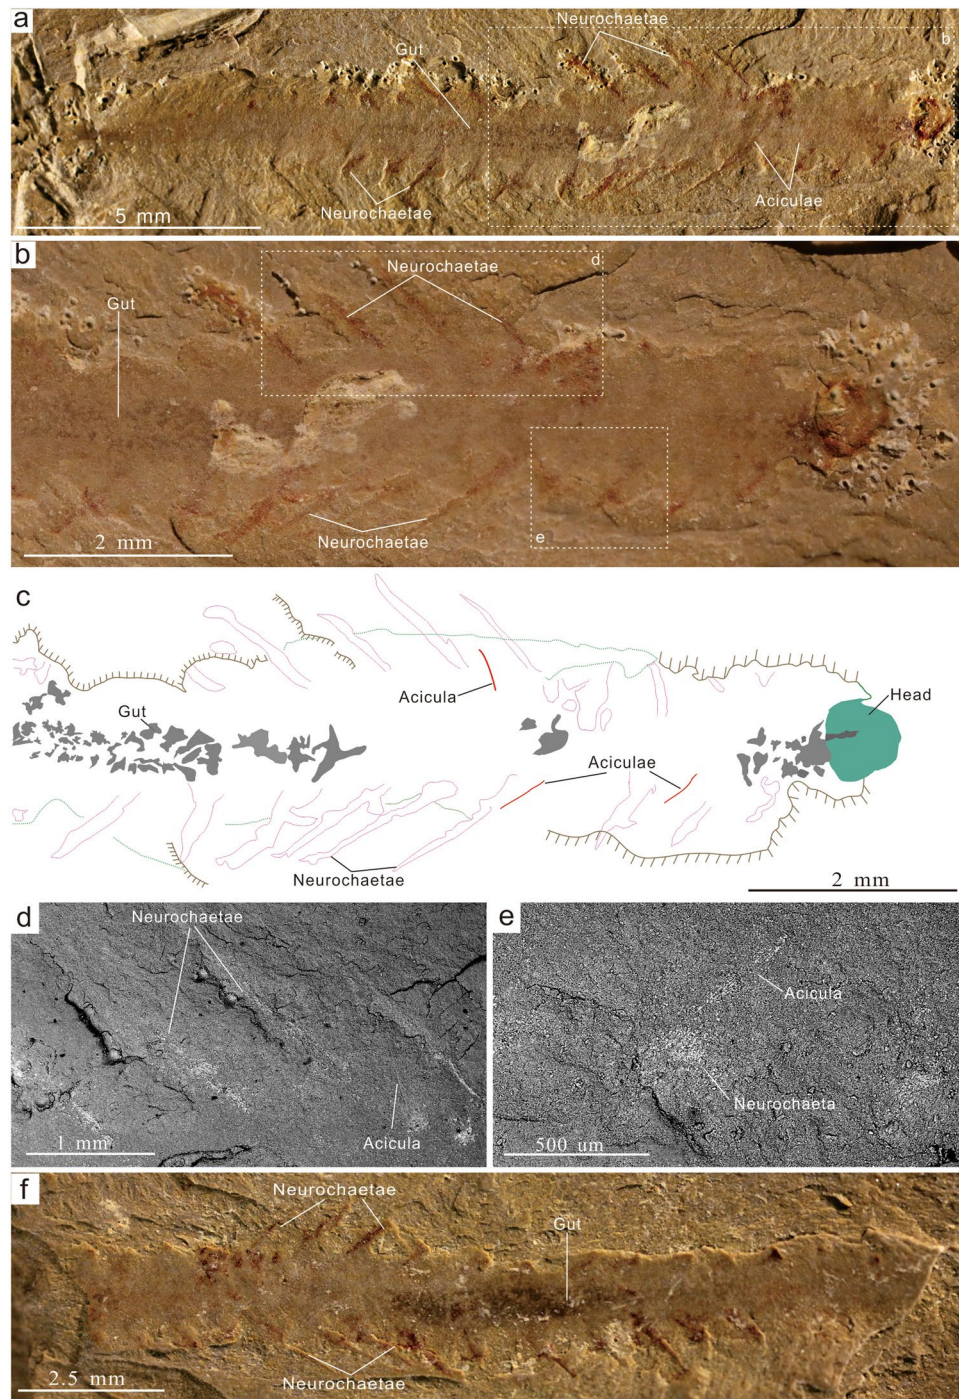 a
Neurochaetae
b
Gut
Neurochaetae
Aciculae
5 mm
b
Neurochaetae
d
Gut
Neurochaetae
e
2 mm
c
Acicula
Head
Gut
Aciculae
Neurochaetae
2 mm
d
Neurochaetae
Acicula
1 mm
e
Acicula
Neurochaeta
500 um
f
Neurochaetae
Gut
Neurochaetae
2.5 mm